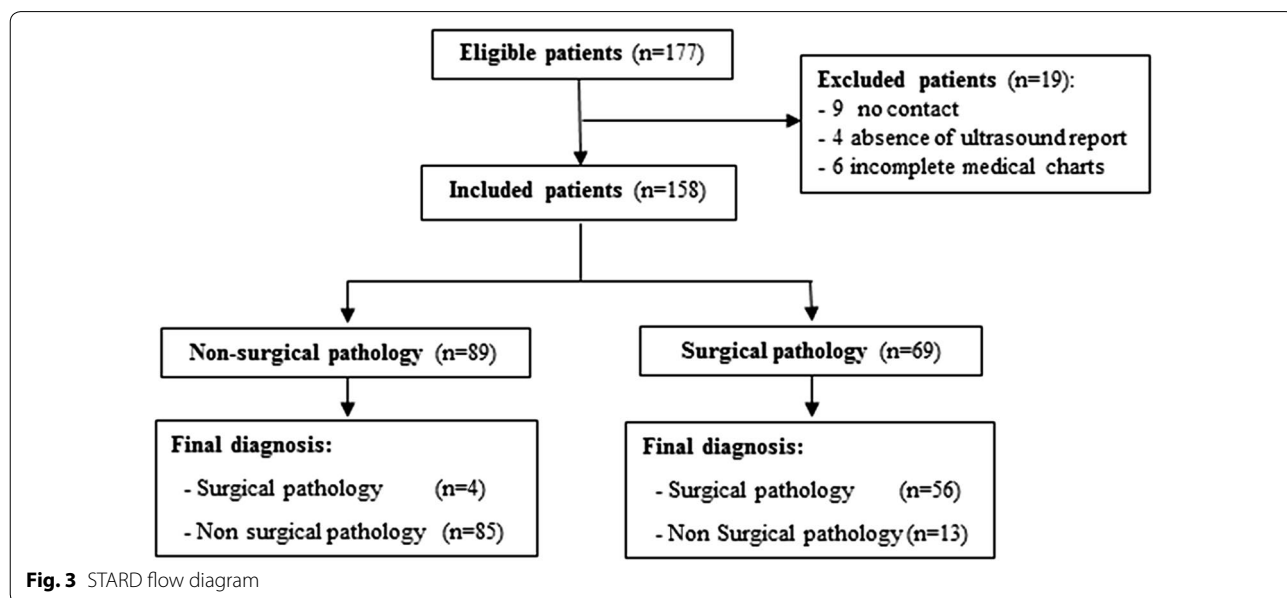 Eligible patients (n=177)
Excluded patients (n=19):
- 9 no contact
- 4 absence of ultrasound report
- 6 incomplete medical charts
Included patients (n=158)
Non-surgical pathology (n=89)
Surgical pathology (n=69)
Final diagnosis:
- Surgical pathology (n=4)
- Non surgical pathology (n=85)
Final diagnosis:
- Surgical pathology (n=56)
- Non Surgical pathology (n=13)
Fig. 3 STARD flow diagram